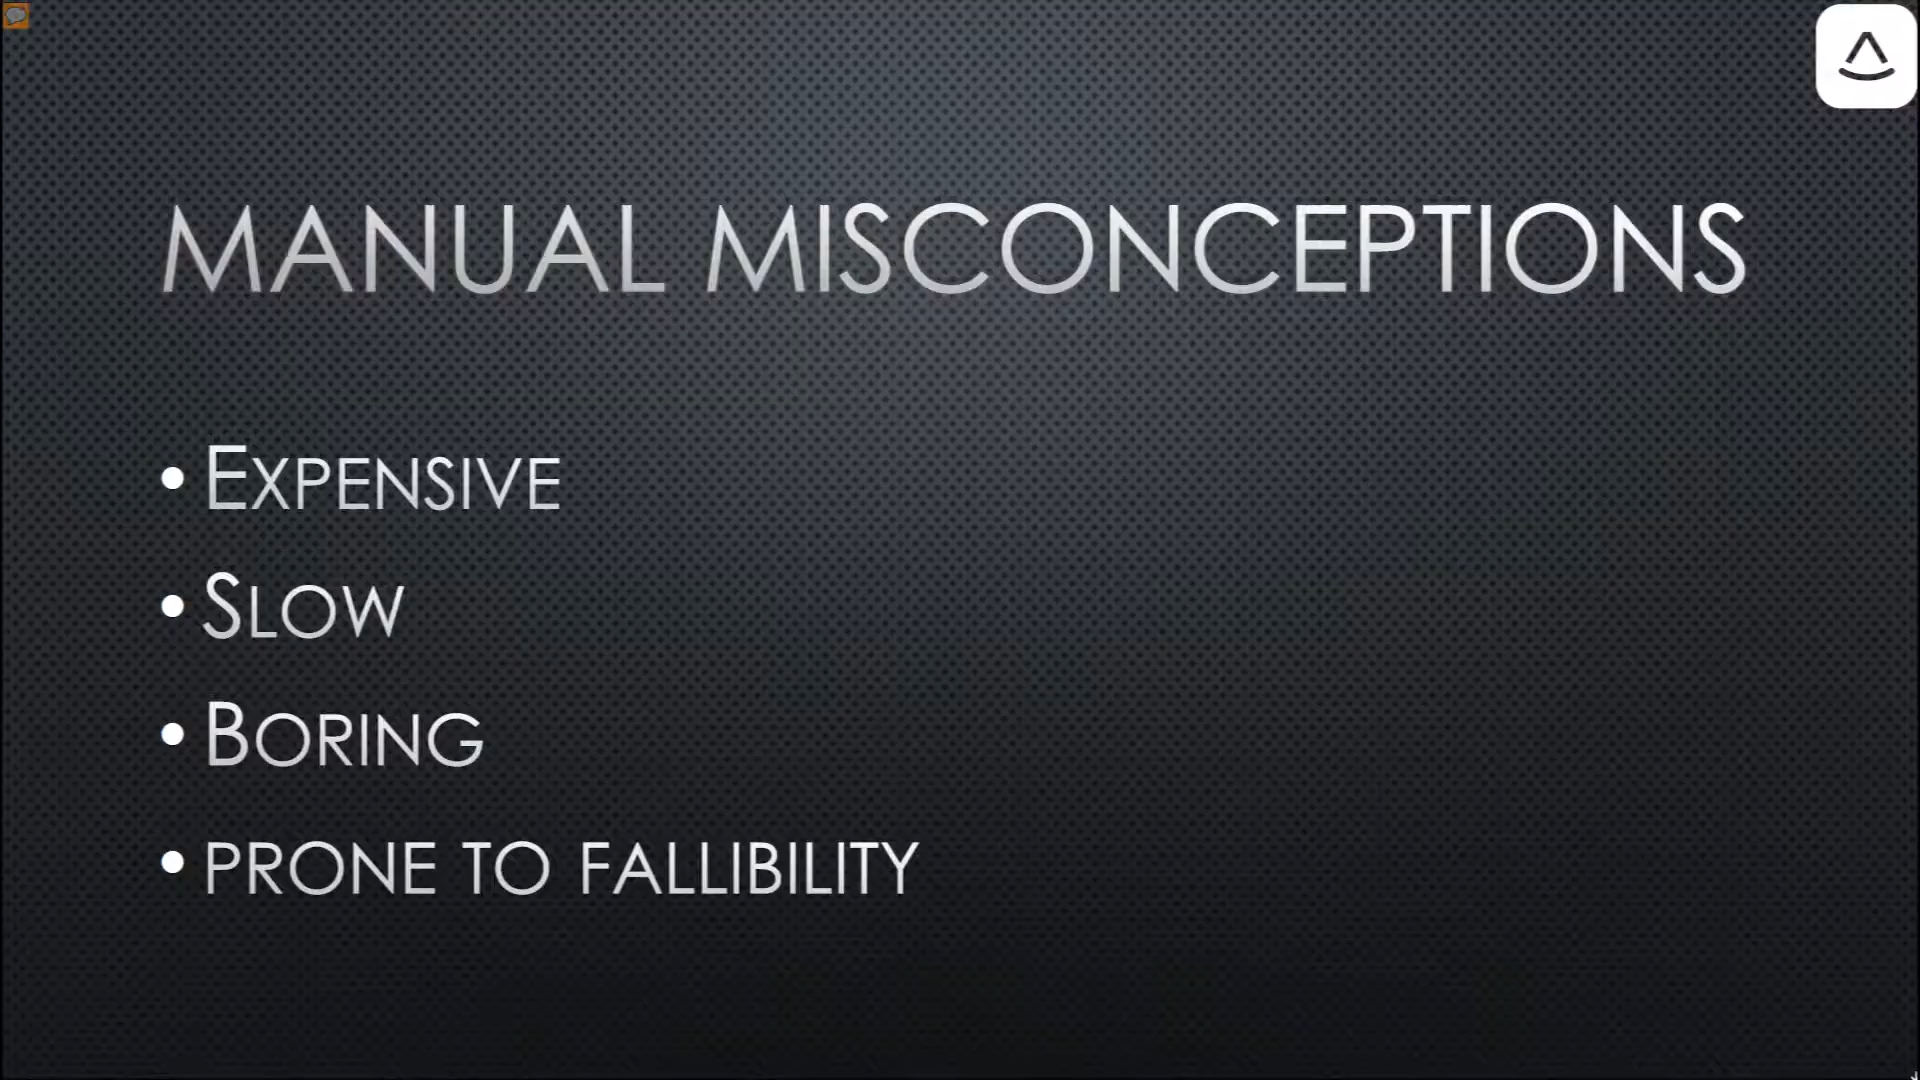 MANUAL MISCONCEPTIONS
• EXPENSIVE
• SLOW
• BORING
• PRONE TO FALLIBILITY